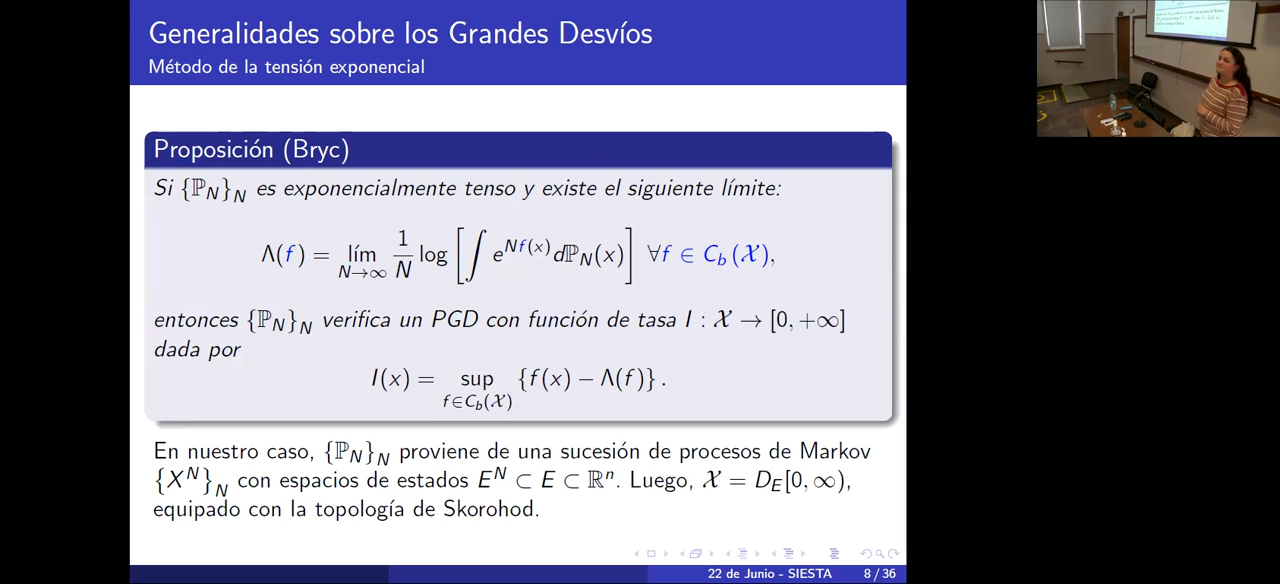 Generalidades sobre los Grandes Desvíos
Método de la tensión exponencial
Proposición (Bryc)
Si {ℙ_N}_N es exponencialmente tenso y existe el siguiente límite:
Λ(f) = lím_{N→∞} 1/N log [∫ e^{Nf(x)} dℙ_N(x)] ∀f ∈ C_b(𝒳),
entonces {ℙ_N}_N verifica un PGD con función de tasa I : 𝒳 → [0, +∞]
dada por
I(x) = sup_{f∈C_b(𝒳)} {f(x) − Λ(f)} .
En nuestro caso, {ℙ_N}_N proviene de una sucesión de procesos de Markov
{X^N}_N con espacios de estados E^N ⊂ E ⊂ ℝ^n. Luego, 𝒳 = D_E[0, ∞),
equipado con la topología de Skorohod.
22 de Junio - SIESTA 8 / 36